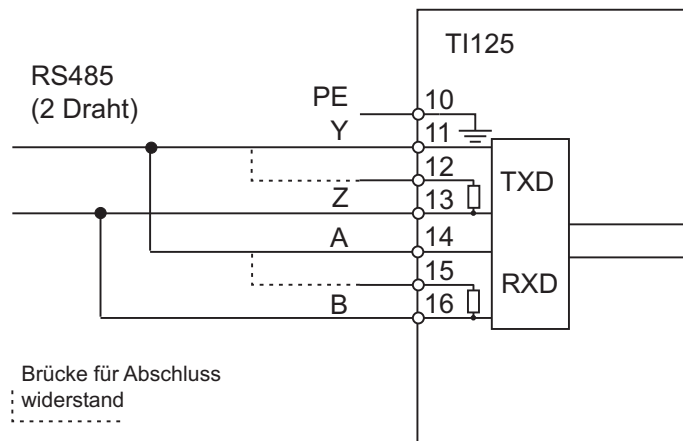 TI125
RS485
(2 Draht)
PE
10
Y
11
12
TXD
Z
13
A
14
15
RXD
B
16
Brücke für Abschluss
widerstand